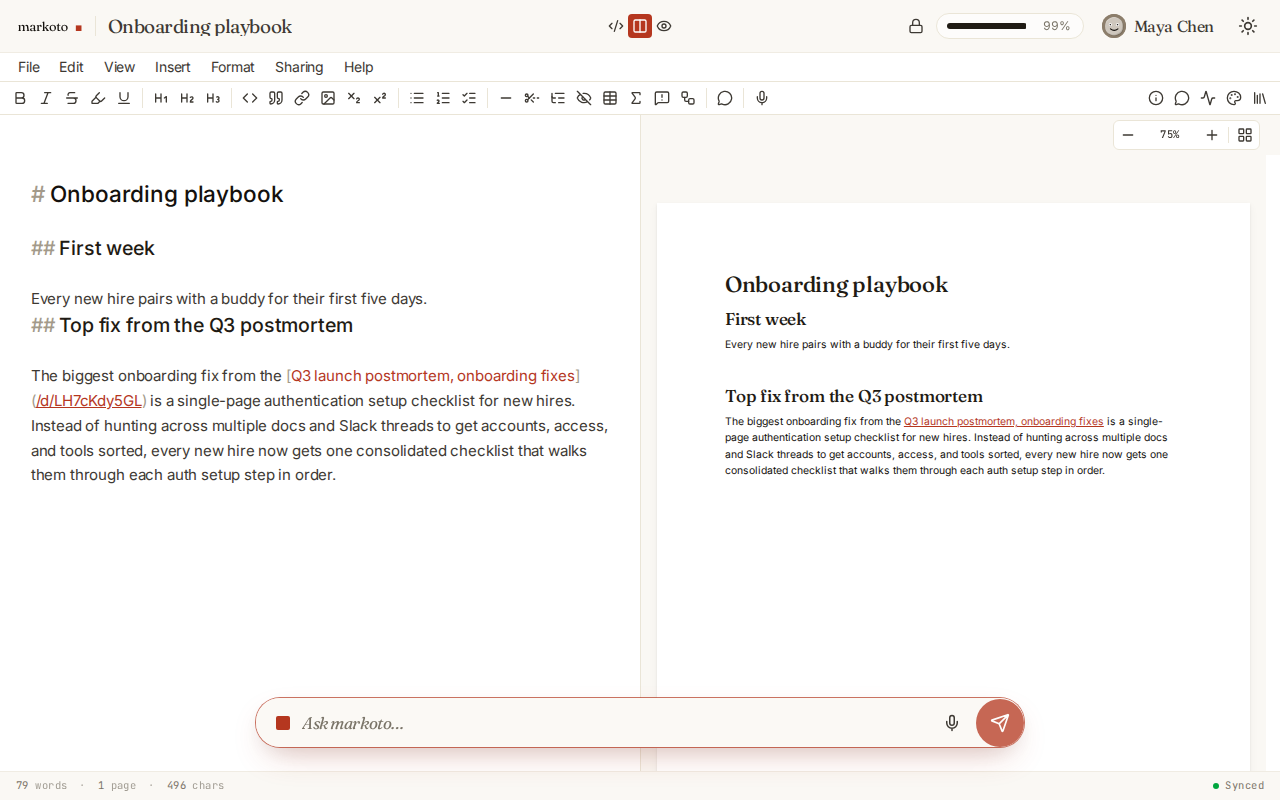 markoto
Onboarding playbook
99%
Maya Chen
File Edit View Insert Format Sharing Help
H1 H2 H3
75%
# Onboarding playbook
## First week
Every new hire pairs with a buddy for their first five days.
## Top fix from the Q3 postmortem
The biggest onboarding fix from the [Q3 launch postmortem, onboarding fixes]
(/d/LH7cKdy5GL) is a single-page authentication setup checklist for new hires.
Instead of hunting across multiple docs and Slack threads to get accounts, access,
and tools sorted, every new hire now gets one consolidated checklist that walks
them through each auth setup step in order.
Onboarding playbook
First week
Every new hire pairs with a buddy for their first five days.
Top fix from the Q3 postmortem
The biggest onboarding fix from the Q3 launch postmortem, onboarding fixes is a single-
page authentication setup checklist for new hires. Instead of hunting across multiple docs
and Slack threads to get accounts, access, and tools sorted, every new hire now gets one
consolidated checklist that walks them through each auth setup step in order.
Ask markoto...
79 words · 1 page · 496 chars
Synced